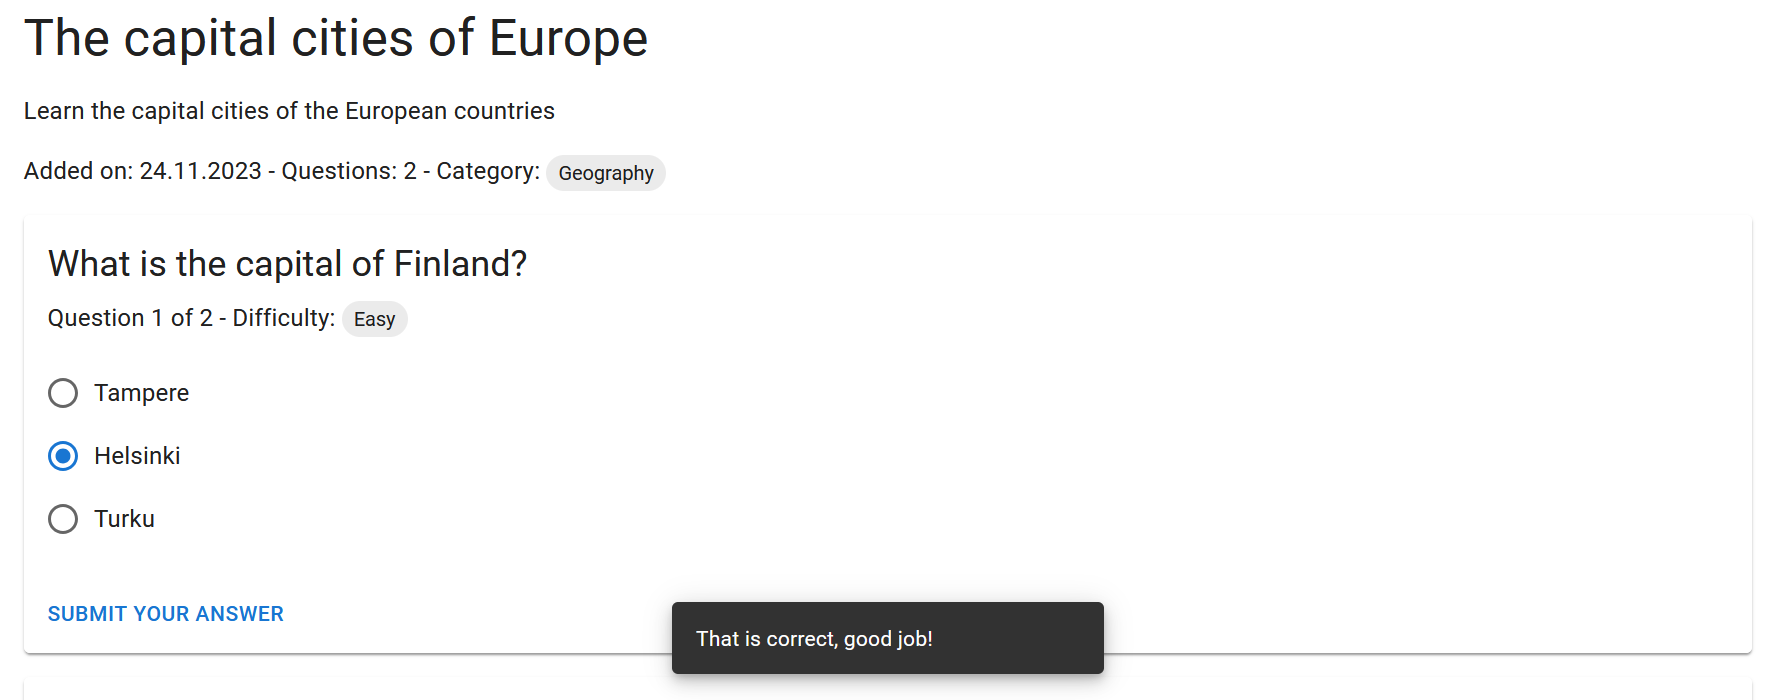 The capital cities of Europe
Learn the capital cities of the European countries
Added on: 24.11.2023 - Questions: 2 - Category: Geography
What is the capital of Finland?
Question 1 of 2 - Difficulty: Easy
Tampere
Helsinki
Turku
SUBMIT YOUR ANSWER
That is correct, good job!